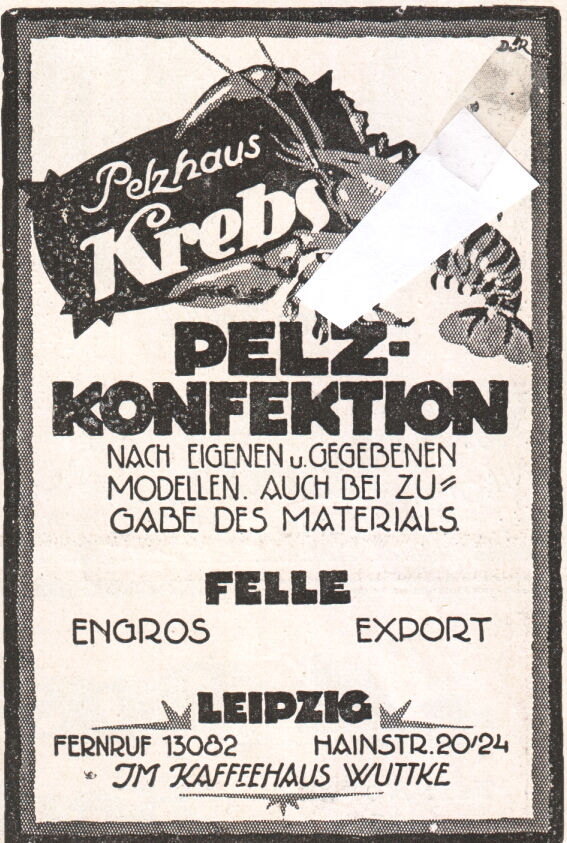 Pelzhaus
Krebs
PELZ-
KONFEKTION
NACH EIGENEN u. GEGEBENEN
MODELLEN. AUCH BEI ZU=
GABE DES MATERIALS.
FELLE
ENGROS EXPORT
LEIPZIG
FERNRUF 13082 HAINSTR. 20/24
IM KAFFEEHAUS WUTTKE